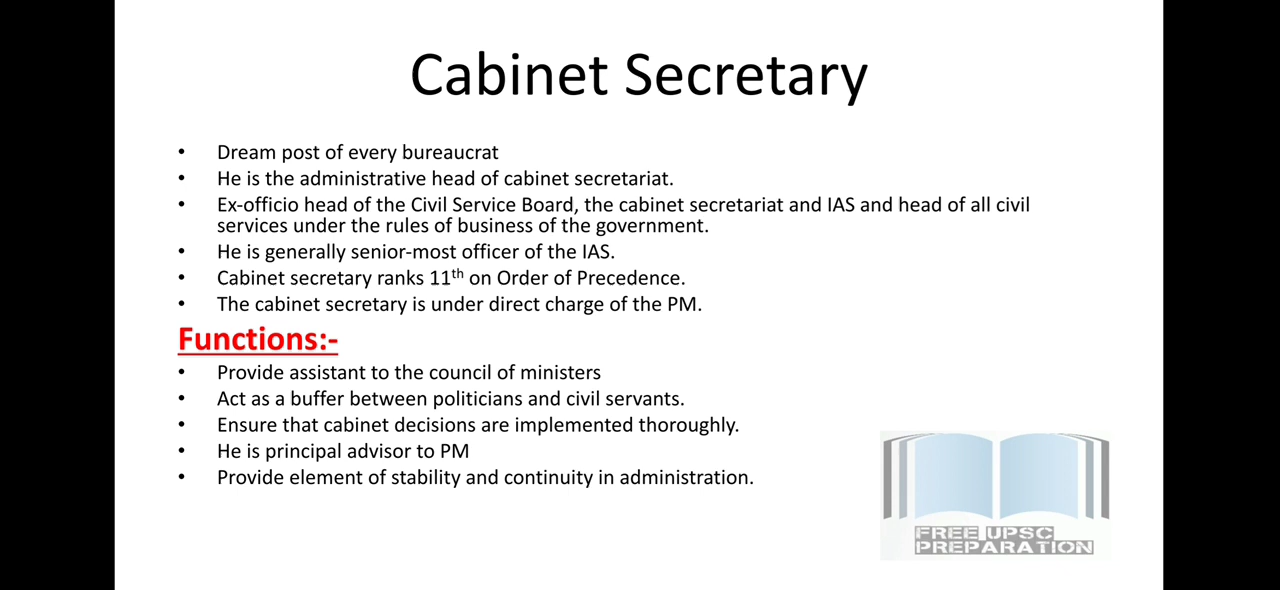 Cabinet Secretary
• Dream post of every bureaucrat
• He is the administrative head of cabinet secretariat.
• Ex-officio head of the Civil Service Board, the cabinet secretariat and IAS and head of all civil
services under the rules of business of the government.
• He is generally senior-most officer of the IAS.
• Cabinet secretary ranks 11th on Order of Precedence.
• The cabinet secretary is under direct charge of the PM.
Functions:-
• Provide assistant to the council of ministers
• Act as a buffer between politicians and civil servants.
• Ensure that cabinet decisions are implemented thoroughly.
• He is principal advisor to PM
• Provide element of stability and continuity in administration.
FREE UPSC
PREPARATION